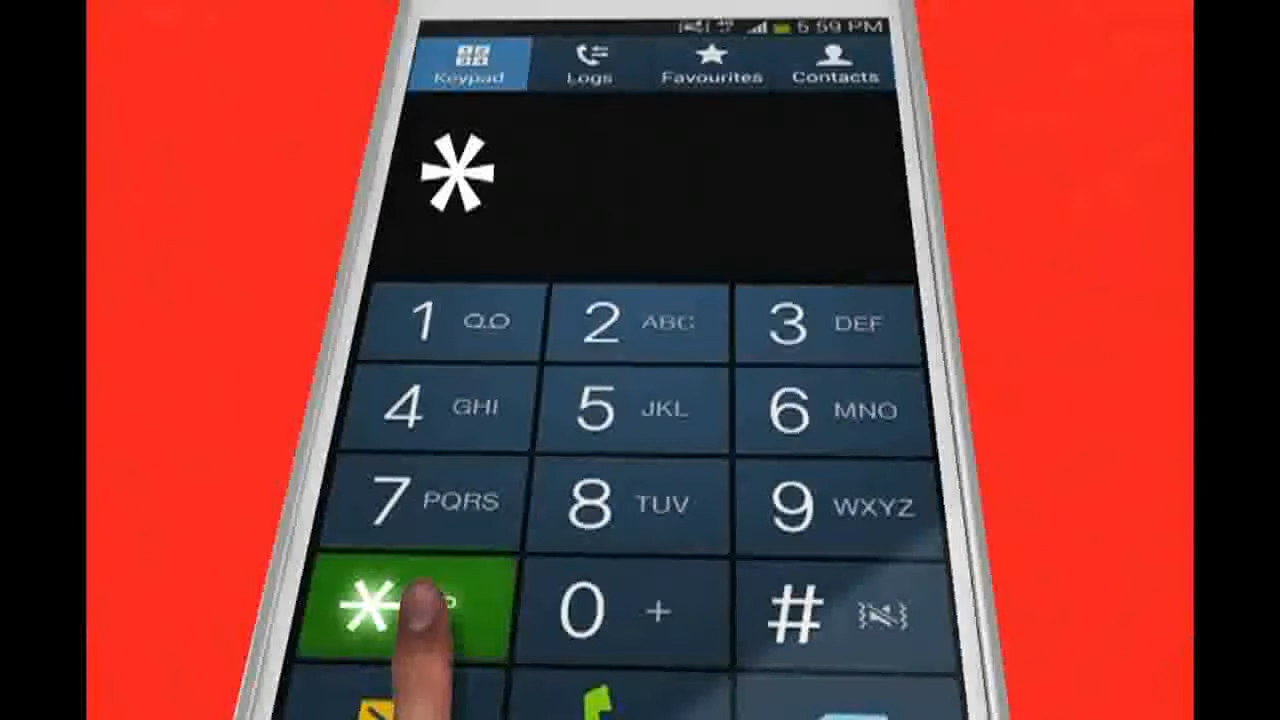 5:59 PM
Keypad Logs Favourites Contacts
*
1 2 ABC 3 DEF
4 GHI 5 JKL 6 MNO
7 PQRS 8 TUV 9 WXYZ
* 0 + #